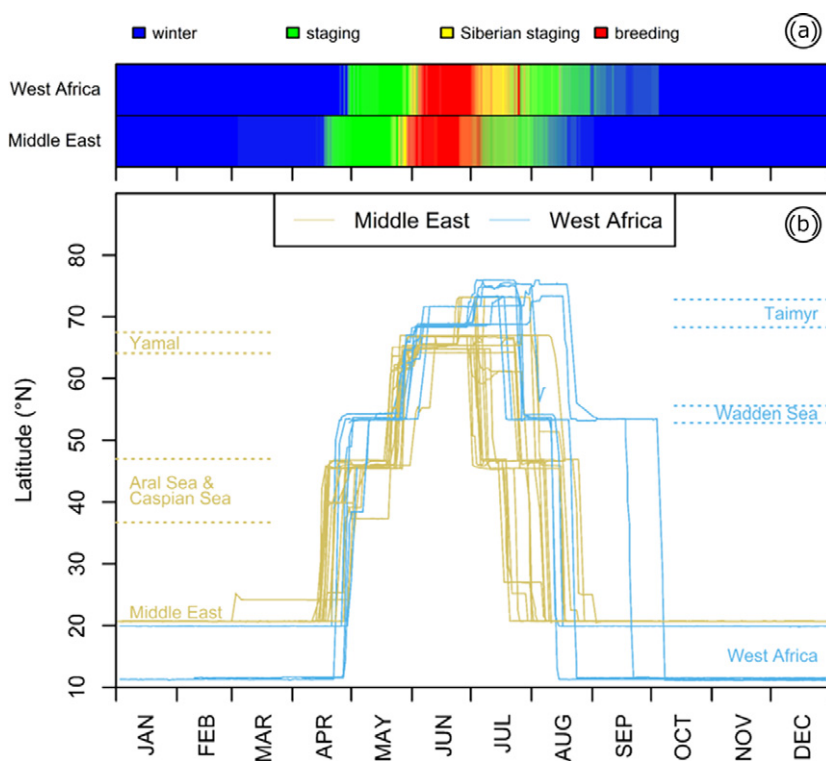 winter staging Siberian staging breeding (a)
West Africa
Middle East
Middle East West Africa (b)
80
70
60
50
40
30
20
10
Latitude (°N)
Yamal
Taimyr
Wadden Sea
Aral Sea &
Caspian Sea
Middle East
West Africa
JAN FEB MAR APR MAY JUN JUL AUG SEP OCT NOV DEC